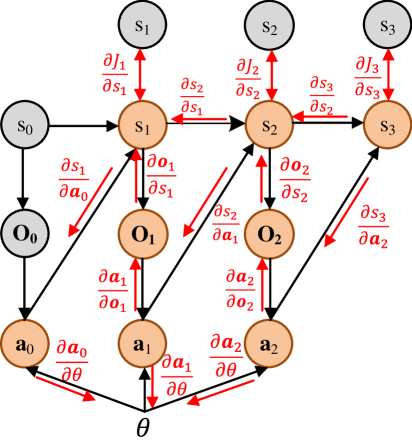 s₁ s₂ s₃
∂J₁/∂s₁ ∂J₂/∂s₂ ∂J₃/∂s₃
∂s₂/∂s₁ ∂s₃/∂s₂
s₀ s₁ s₂ s₃
∂s₁/∂a₀ ∂o₁/∂s₁ ∂s₂/∂a₁ ∂o₂/∂s₂ ∂s₃/∂a₂
O₀ O₁ O₂
∂a₁/∂o₁ ∂a₂/∂o₂
a₀ a₁ a₂
∂a₀/∂θ ∂a₁/∂θ ∂a₂/∂θ
θ